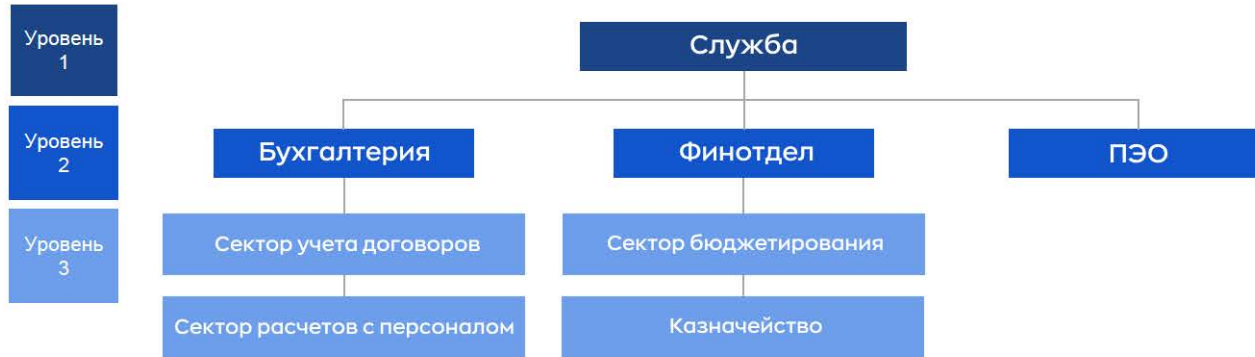 Уровень
1
Служба
Уровень
2
Бухгалтерия
Финотдел
ПЭО
Уровень
3
Сектор учета договоров
Сектор бюджетирования
Сектор расчетов с персоналом
Казначейство